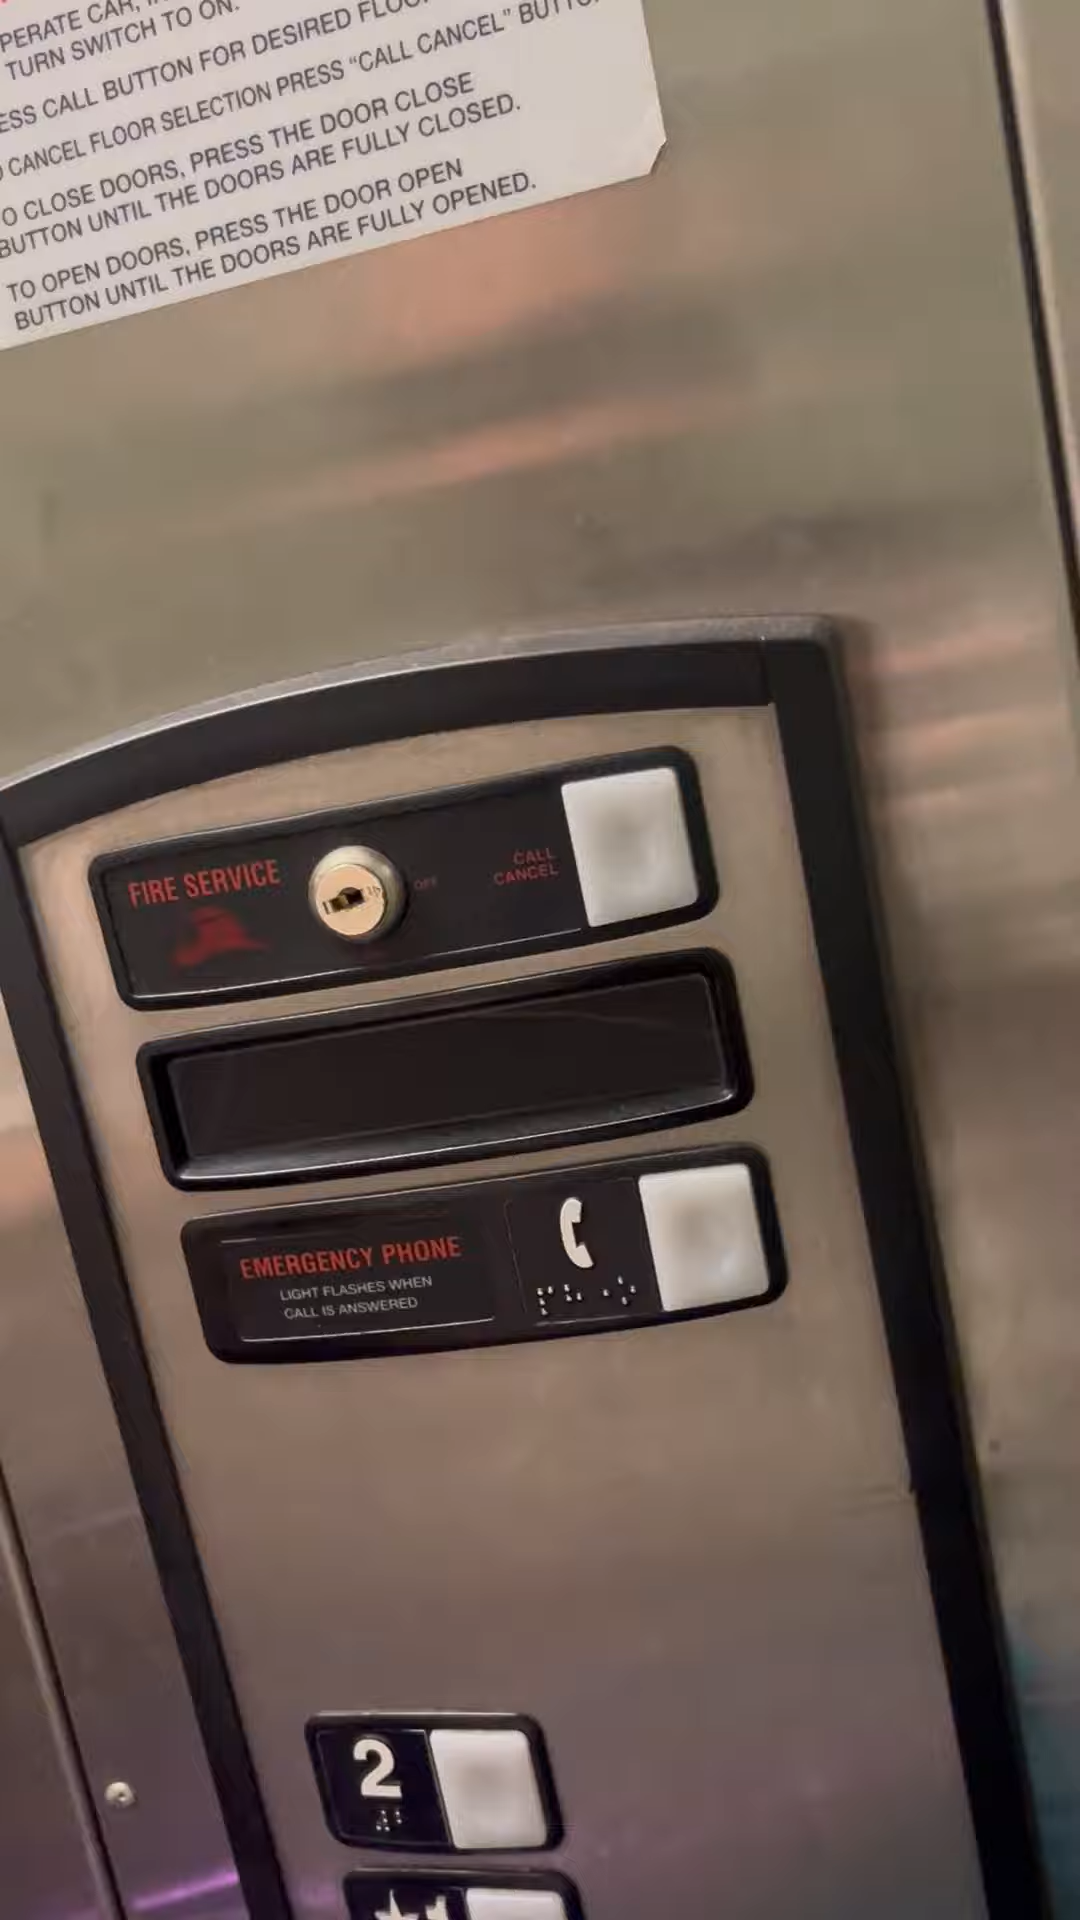 PERATE CAR,
TURN SWITCH TO ON.
ESS CALL BUTTON FOR DESIRED FLOO
CANCEL FLOOR SELECTION PRESS “CALL CANCEL” BUTTO
O CLOSE DOORS, PRESS THE DOOR CLOSE
BUTTON UNTIL THE DOORS ARE FULLY CLOSED.
TO OPEN DOORS, PRESS THE DOOR OPEN
BUTTON UNTIL THE DOORS ARE FULLY OPENED.
FIRE SERVICE
OFF
CALL
CANCEL
EMERGENCY PHONE
LIGHT FLASHES WHEN
CALL IS ANSWERED
2